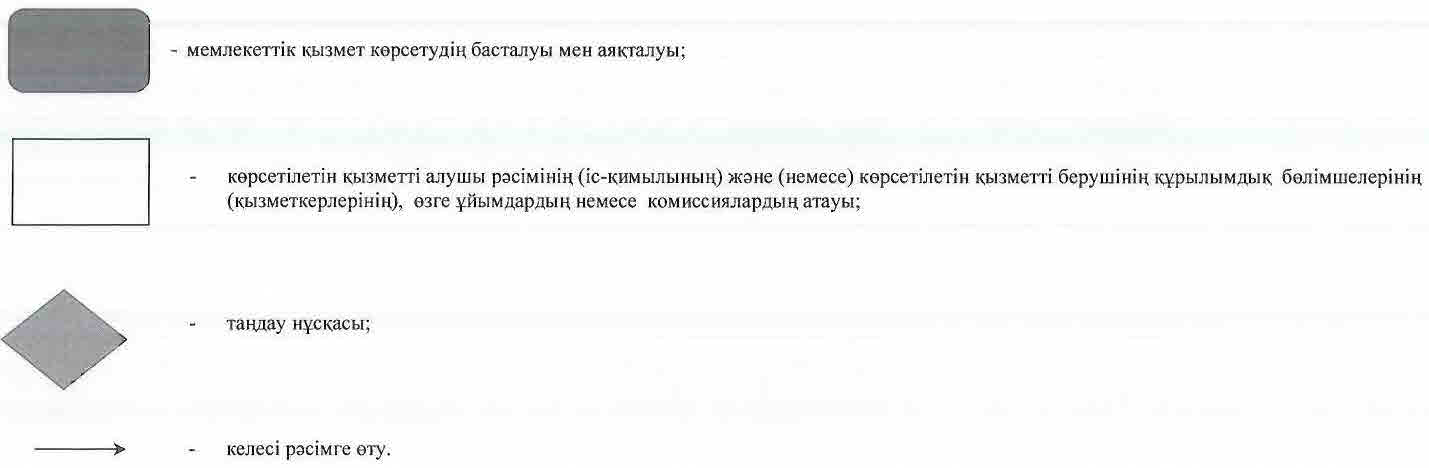 - мемлекеттік қызмет көрсетудің басталуы мен аяқталуы;
- көрсетілетін қызметті алушы рәсімінің (іс-қимылының) және (немесе) көрсетілетін қызметті берушінің құрылымдық бөлімшелерінің
(қызметкерлерінің), өзге ұйымдардың немесе комиссиялардың атауы;
- таңдау нұсқасы;
- келесі рәсімге өту.